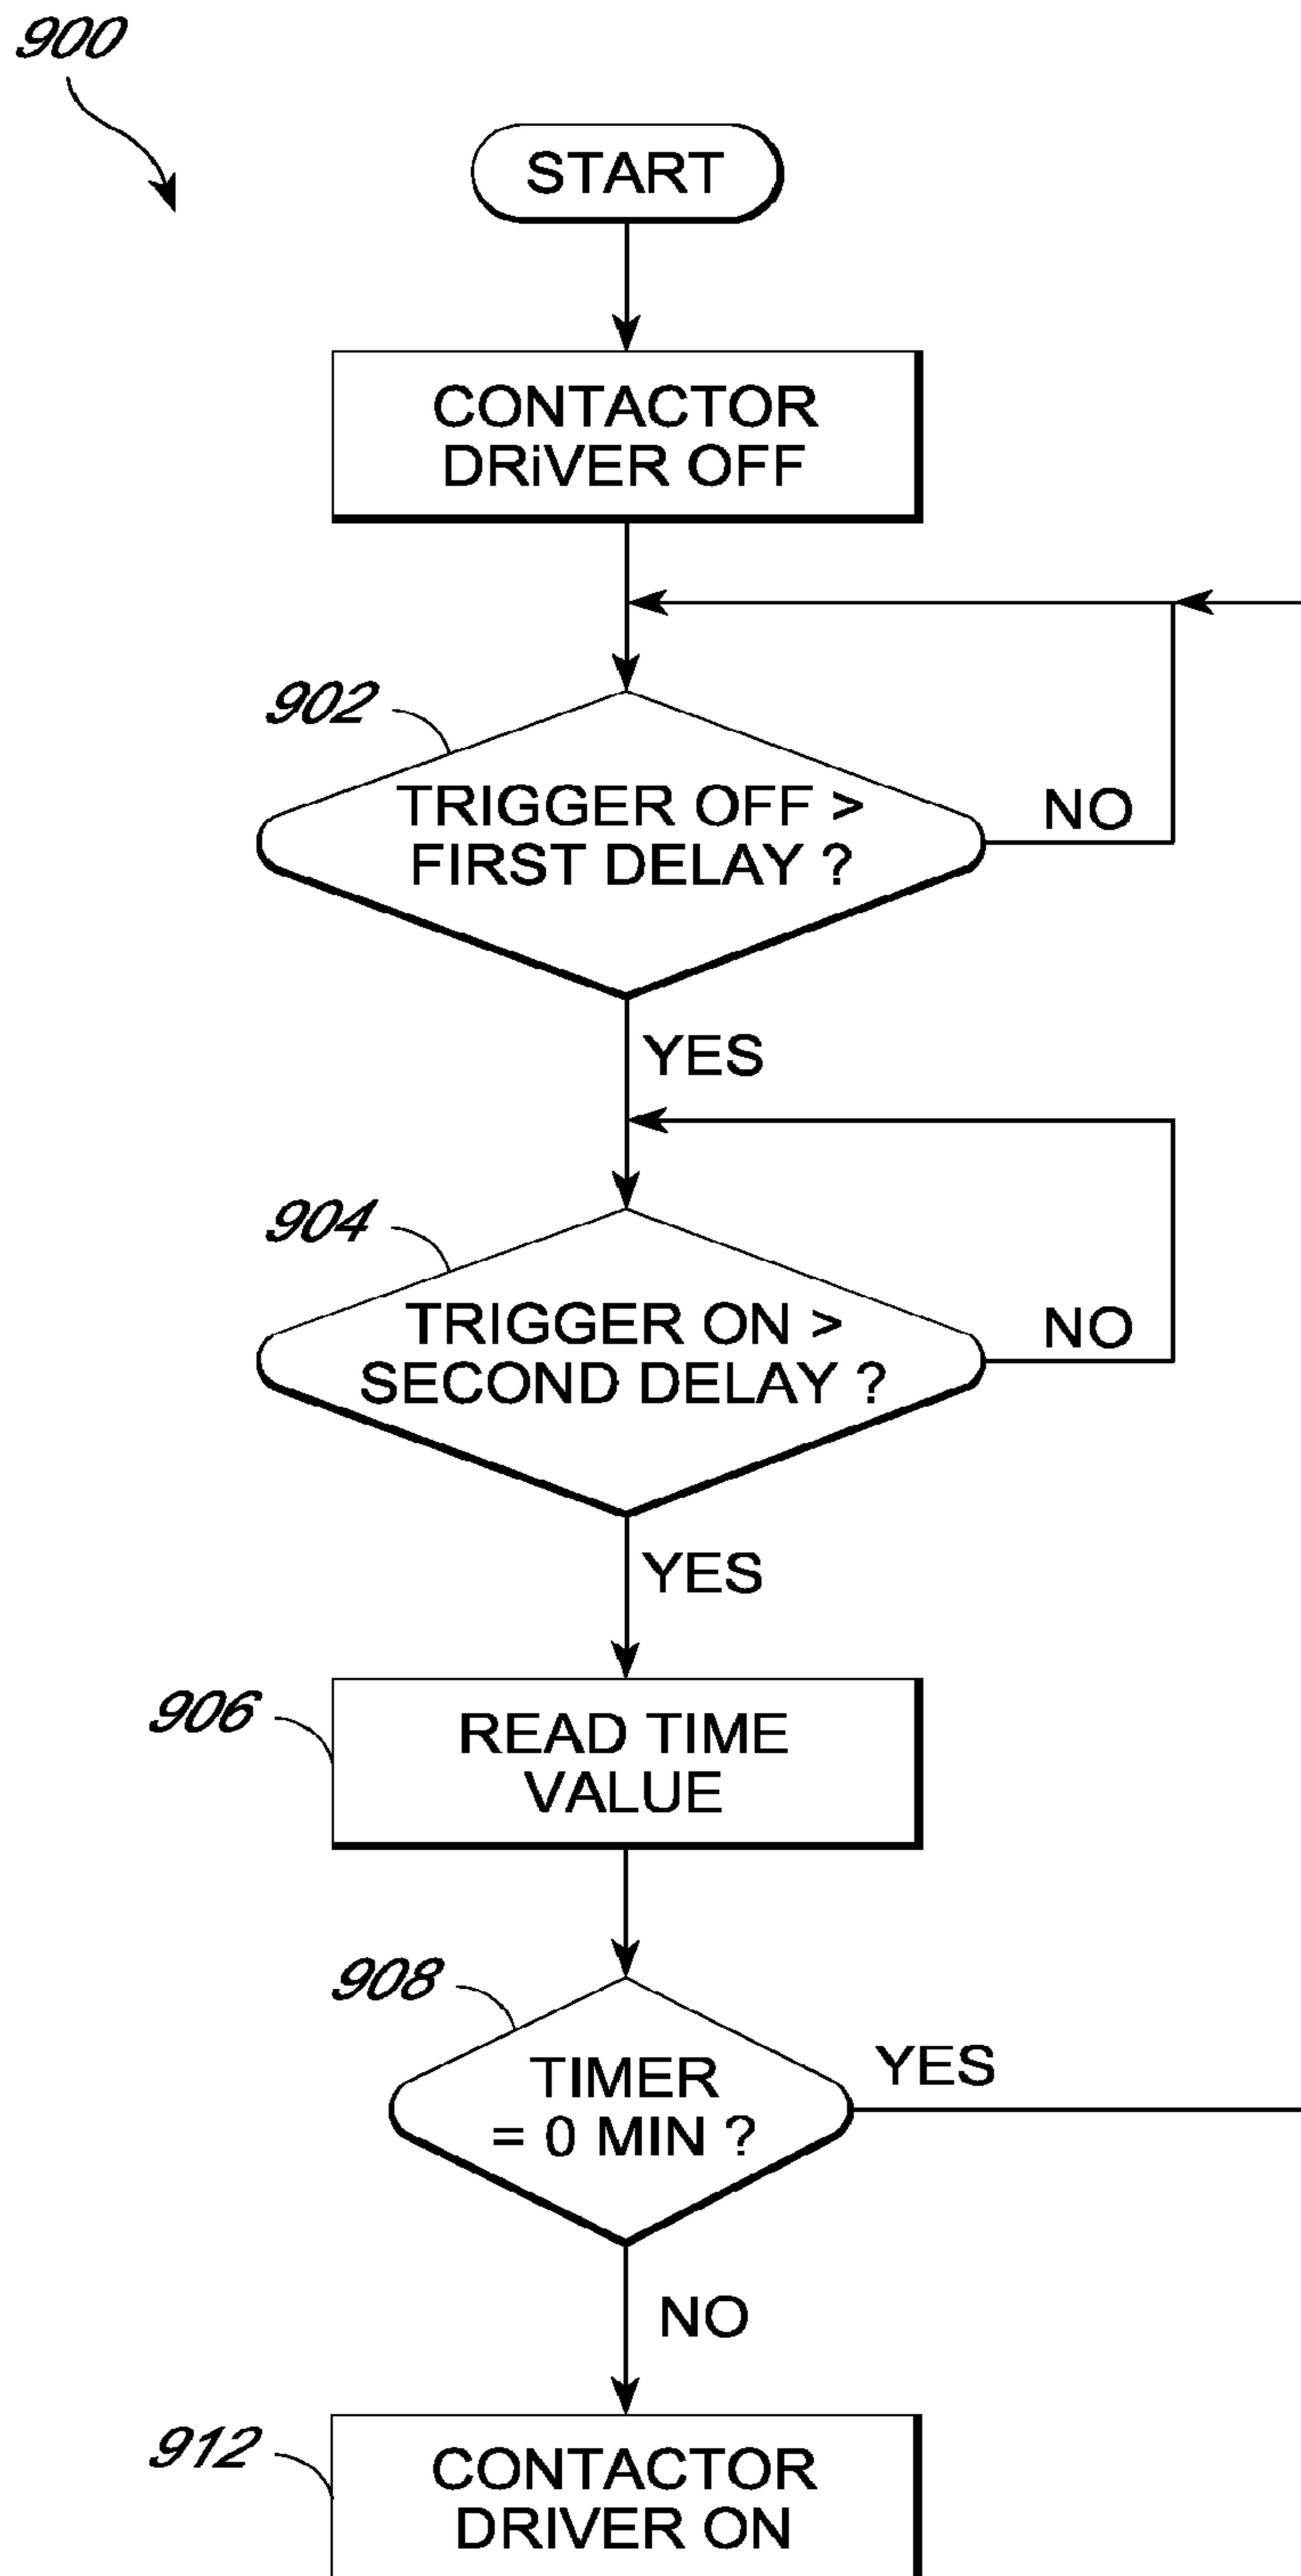 900
START
CONTACTOR
DRiVER OFF
902
TRIGGER OFF >
FIRST DELAY ?
NO
YES
904
TRIGGER ON >
SECOND DELAY ?
NO
YES
906
READ TIME
VALUE
908
TIMER
= 0 MIN ?
YES
NO
912
CONTACTOR
DRIVER ON